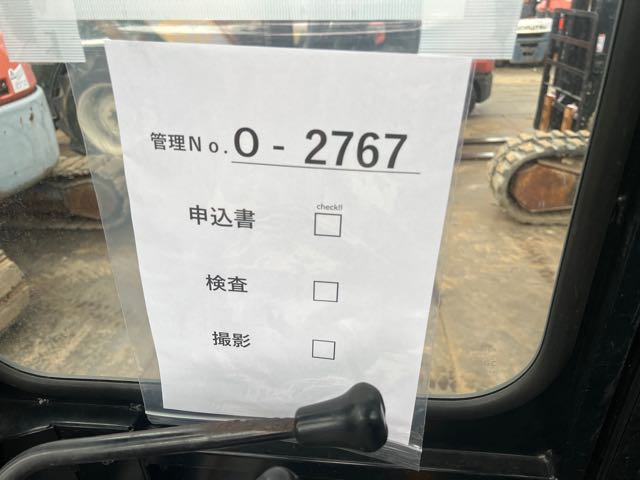 管理No. O - 2767
check!!
申込書 □
検査 □
撮影 □